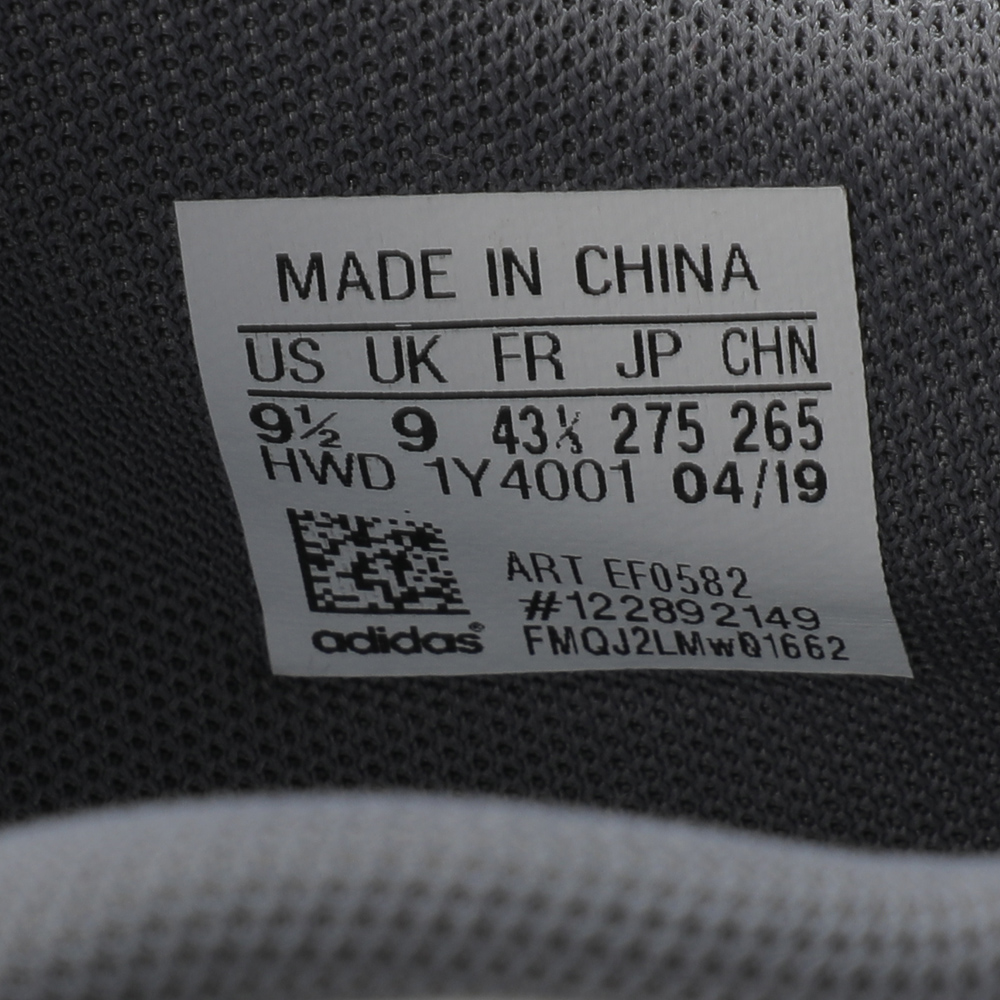 MADE IN CHINA
US UK FR JP CHN
9½ 9 43⅓ 275 265
HWD 1Y4001 04/19
ART EF0582
#122892149
adidas®
FMQJ2LMwQ1662